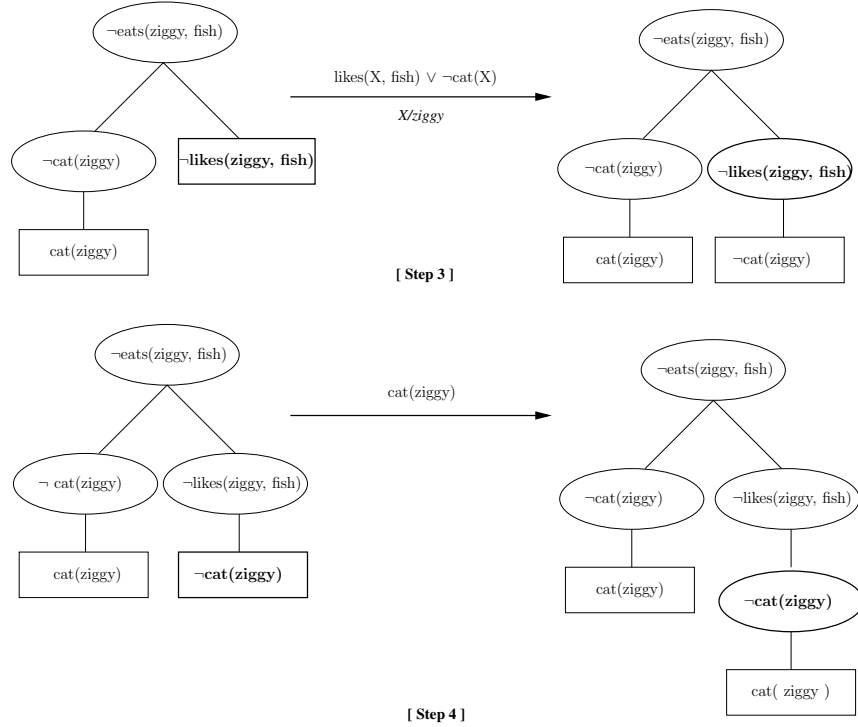 ¬eats(ziggy, fish)
¬eats(ziggy, fish)
likes(X, fish) ∨ ¬cat(X)
X/ziggy
¬cat(ziggy)
¬likes(ziggy, fish)
¬cat(ziggy)
¬likes(ziggy, fish)
cat(ziggy)
cat(ziggy)
¬cat(ziggy)
[ Step 3 ]
¬eats(ziggy, fish)
¬eats(ziggy, fish)
cat(ziggy)
¬ cat(ziggy)
¬likes(ziggy, fish)
¬cat(ziggy)
¬likes(ziggy, fish)
cat(ziggy)
¬cat(ziggy)
cat(ziggy)
¬cat(ziggy)
cat( ziggy )
[ Step 4 ]